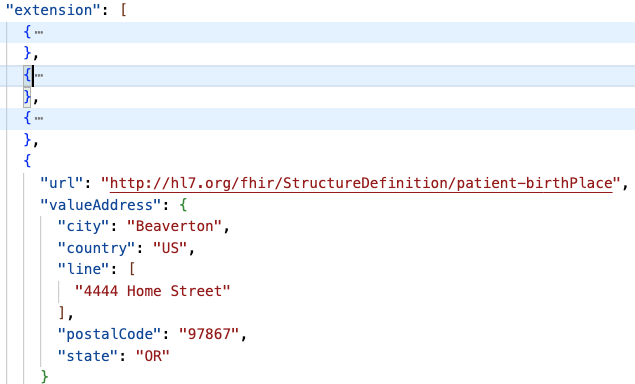 "extension": [
{…
},
{…
},
{…
},
{
"url": "http://hl7.org/fhir/StructureDefinition/patient-birthPlace",
"valueAddress": {
"city": "Beaverton",
"country": "US",
"line": [
"4444 Home Street"
],
"postalCode": "97867",
"state": "OR"
}